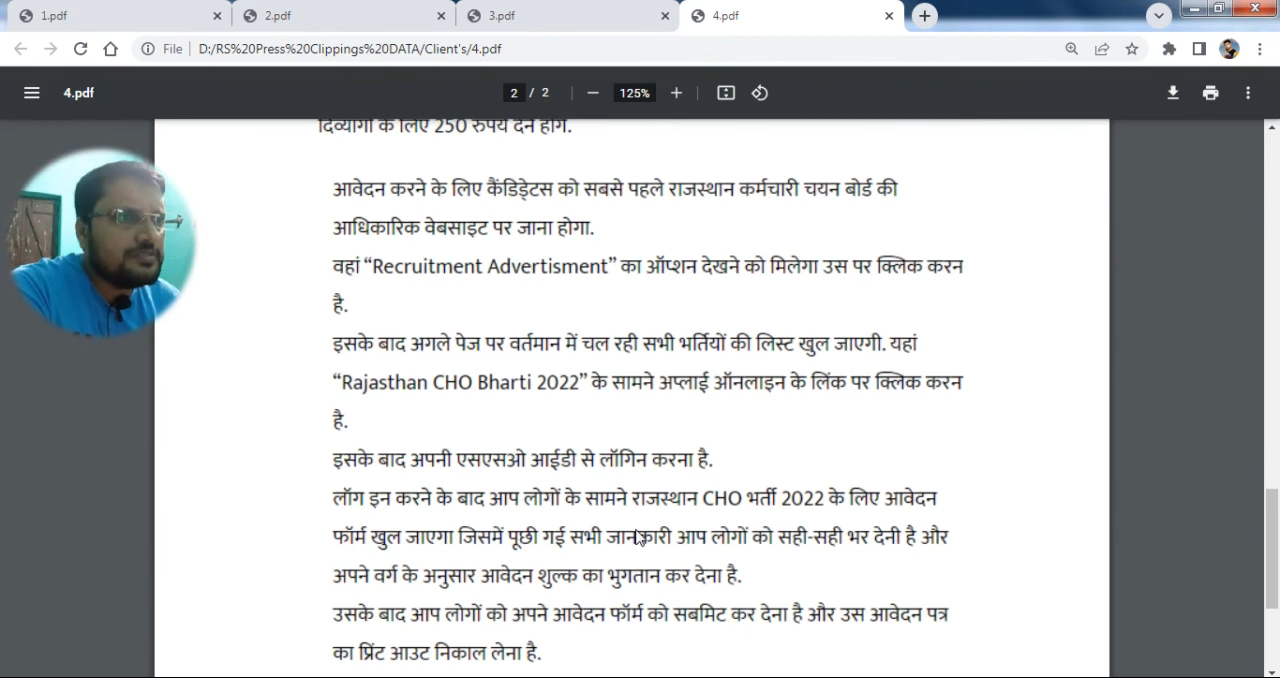 1.pdf
2.pdf
3.pdf
4.pdf
File
D:/RS%20Press%20Clippings%20DATA/Client's/4.pdf
4.pdf
2 / 2
125%
दिव्यांगों के लिए 250 रुपये देने होंगे.
आवेदन करने के लिए कैंडिडे्टस को सबसे पहले राजस्थान कर्मचारी चयन बोर्ड की
आधिकारिक वेबसाइट पर जाना होगा.
वहां “Recruitment Advertisment” का ऑप्शन देखने को मिलेगा उस पर क्लिक करन
है.
इसके बाद अगले पेज पर वर्तमान में चल रही सभी भर्तियों की लिस्ट खुल जाएगी. यहां
“Rajasthan CHO Bharti 2022” के सामने अप्लाई ऑनलाइन के लिंक पर क्लिक करन
है.
इसके बाद अपनी एसएसओ आईडी से लॉगिन करना है.
लॉग इन करने के बाद आप लोगों के सामने राजस्थान CHO भर्ती 2022 के लिए आवेदन
फॉर्म खुल जाएगा जिसमें पूछी गई सभी जानकारी आप लोगों को सही-सही भर देनी है और
अपने वर्ग के अनुसार आवेदन शुल्क का भुगतान कर देना है.
उसके बाद आप लोगों को अपने आवेदन फॉर्म को सबमिट कर देना है और उस आवेदन पत्र
का प्रिंट आउट निकाल लेना है.